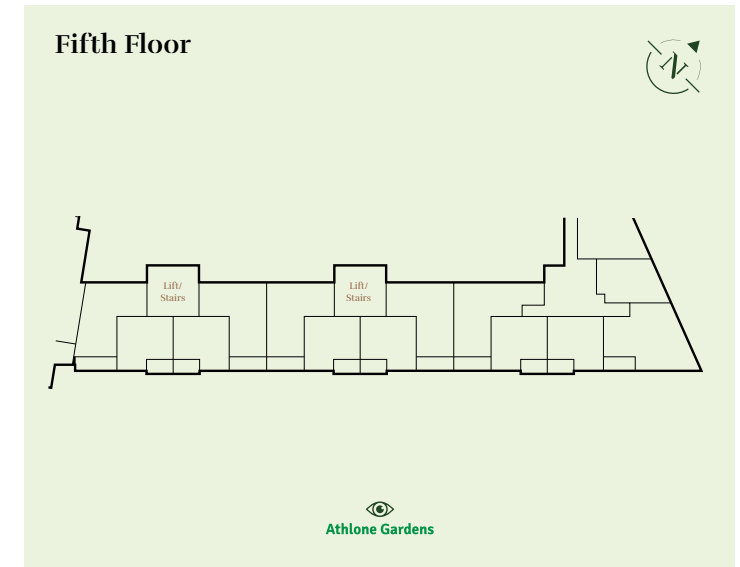 Fifth Floor
N
Lift/
Stairs
Lift/
Stairs
Athlone Gardens